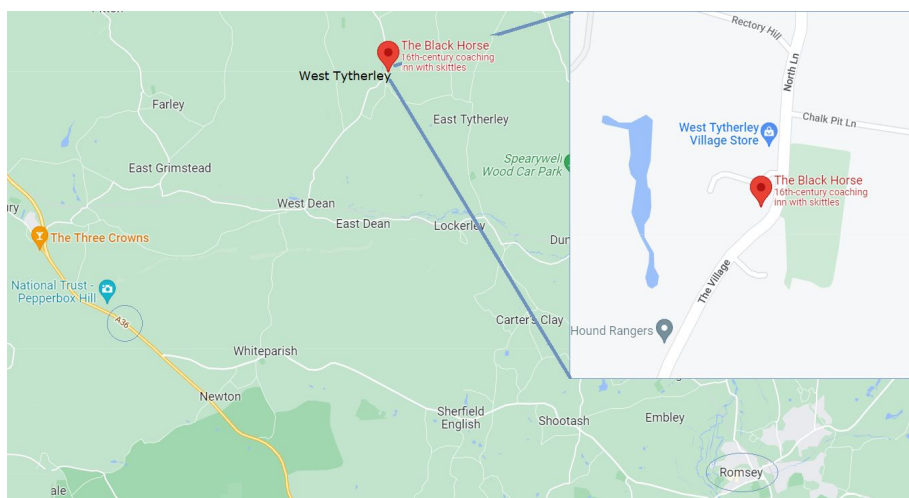 The Black Horse
16th-century coaching
inn with skittles
West Tytherley
Farley
East Tytherley
Spearywell
Wood Car Park
East Grimstead
West Dean
East Dean
Lockerley
The Three Crowns
National Trust -
Pepperbox Hill
A36
Carter's Clay
Whiteparish
Newton
Sherfield
English
Shootash
Embley
Romsey
Rectory Hill
North Ln
Chalk Pit Ln
West Tytherley
Village Store
The Black Horse
16th-century coaching
inn with skittles
The Village
Hound Rangers